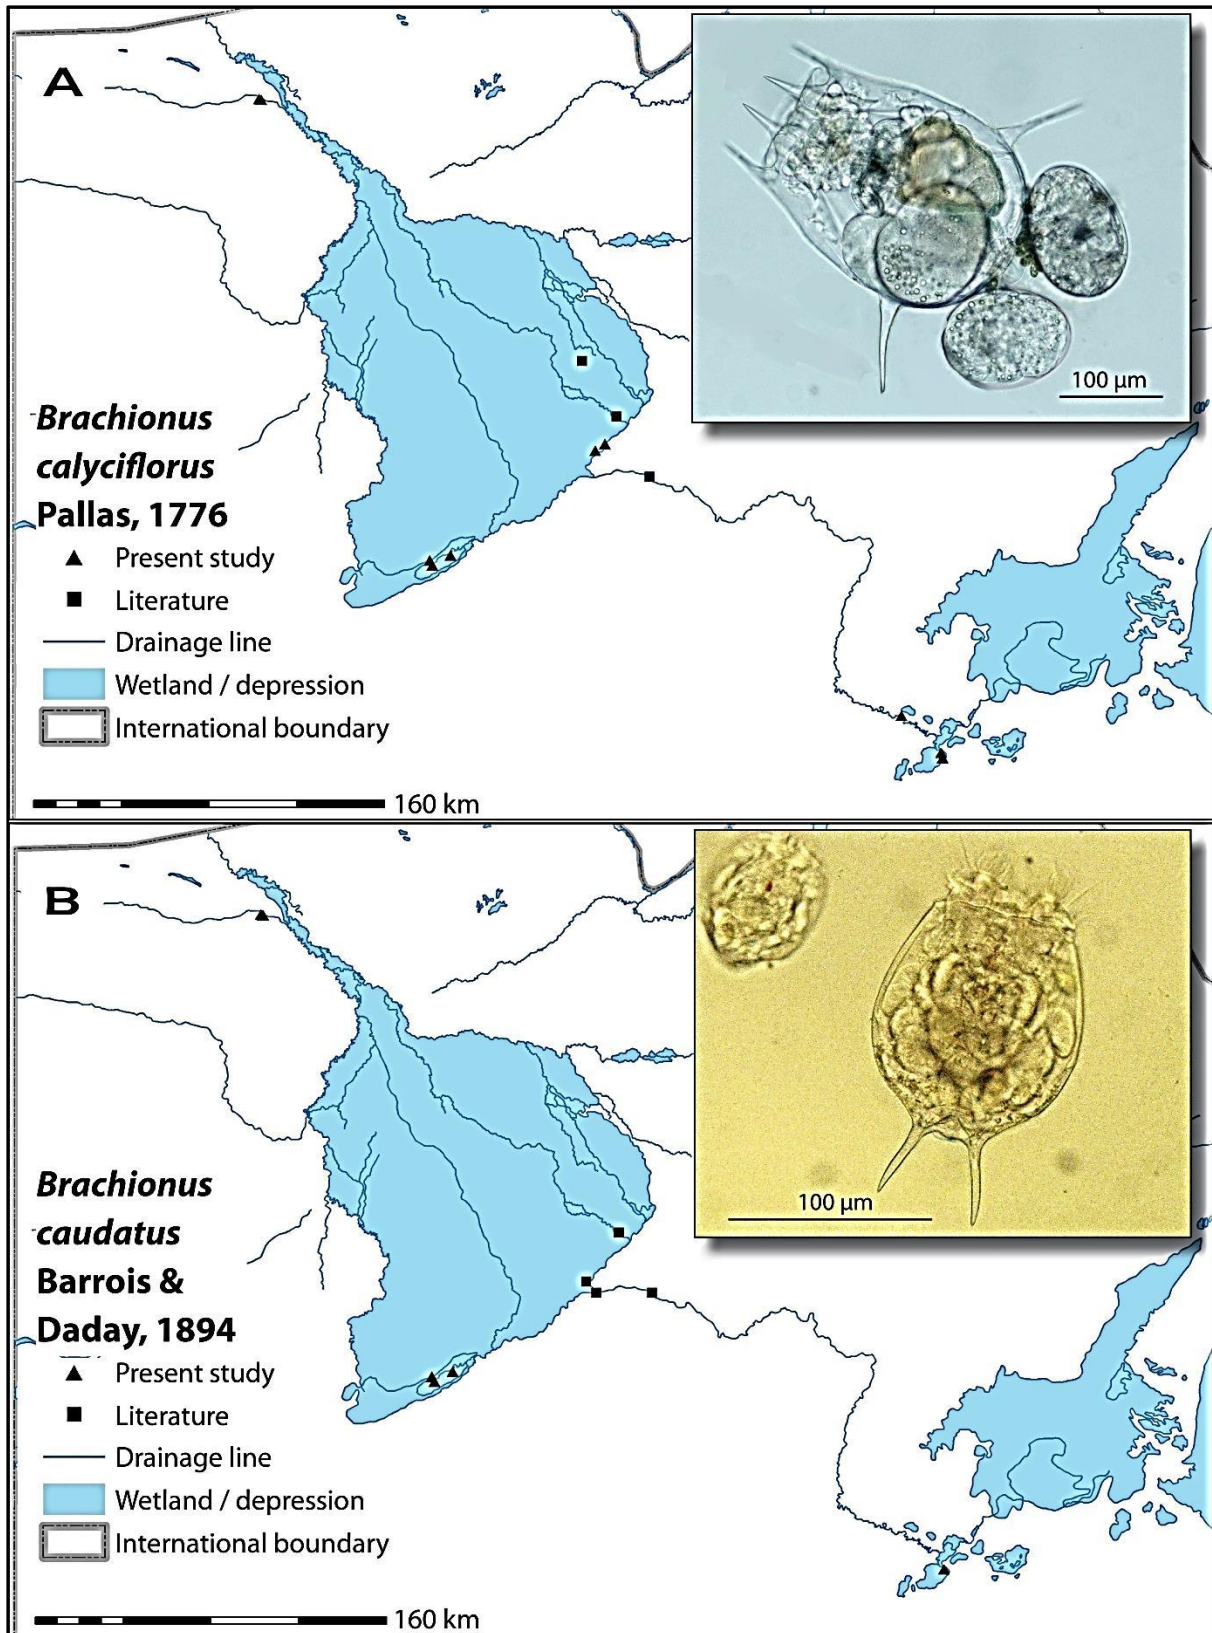 A
100 µm
Brachionus
calyciflorus
Pallas, 1776
Present study
Literature
Drainage line
Wetland / depression
International boundary
160 km
B
100 µm
Brachionus
caudatus
Barrois &
Daday, 1894
Present study
Literature
Drainage line
Wetland / depression
International boundary
160 km